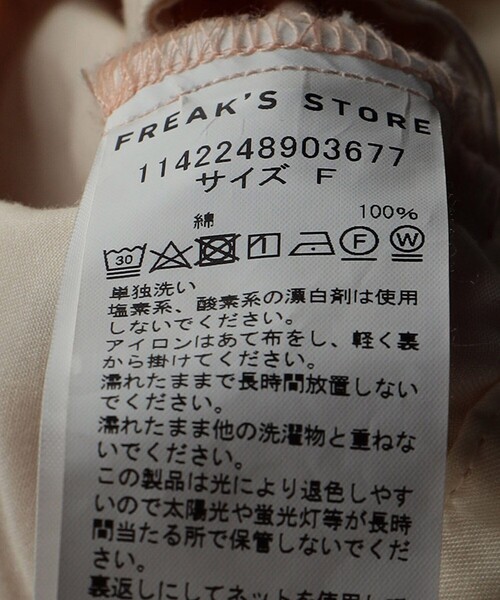 FREAK'S STORE
1142248903677
サイズ F
綿 100%
30 F W
単独洗い
塩素系、酸素系の漂白剤は使用
しないでください。
アイロンはあて布をし、軽く裏
から掛けてください。
濡れたままで長時間放置しない
でください。
濡れたまま他の洗濯物と重ねな
いでください。
この製品は光により退色しやす
いので太陽光や蛍光灯等が長時
間当たる所で保管しないでくだ
さい。
裏返しにしてネットを使用して